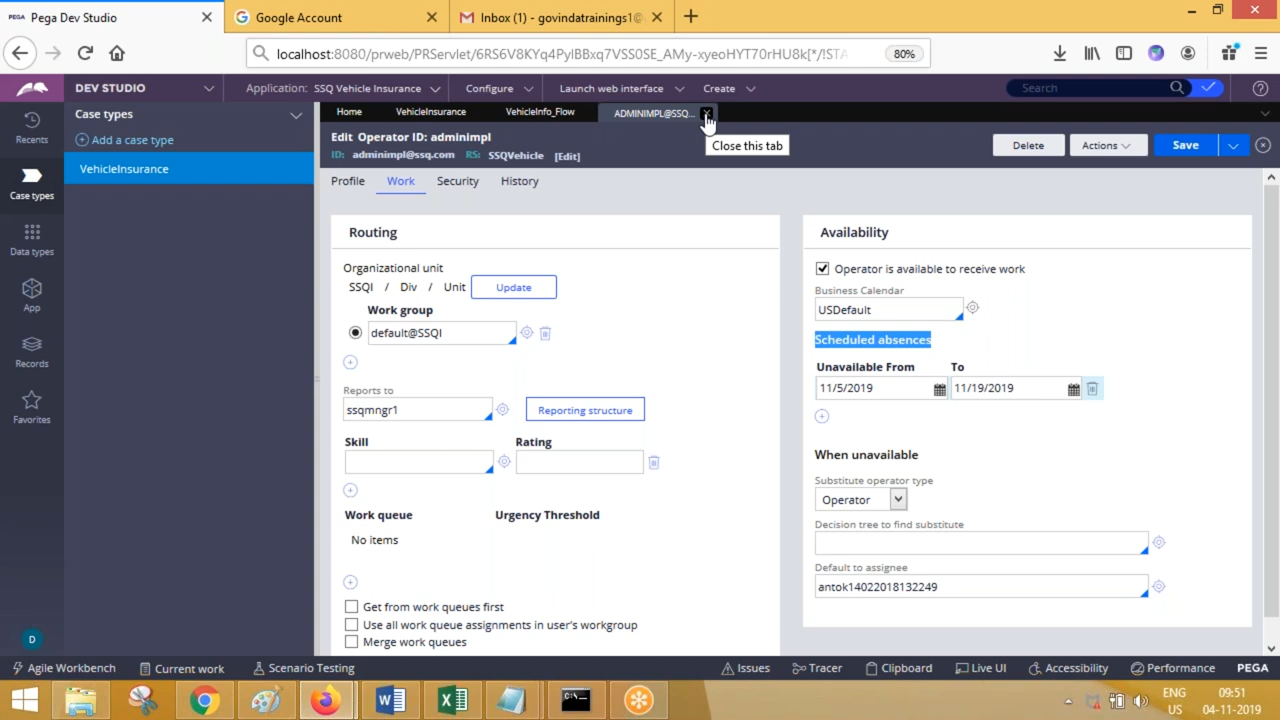 PEGA Pega Dev Studio
Google Account
Inbox (1) - govindatrainings1@
localhost:8080/prweb/PRServlet/6RS6V8KYq4PylBBxq7VSS0SE_AMy-xyeoHYT70rHU8k[*/!STA
80%
DEV STUDIO
Application: SSQ Vehicle Insurance
Configure
Launch web interface
Create
Search
Recents
Case types
Data types
App
Records
Favorites
D
Case types
Add a case type
VehicleInsurance
Home
VehicleInsurance
VehicleInfo_Flow
ADMINIMPL@SSQ...
Close this tab
Edit Operator ID: adminimpl
ID: adminimpl@ssq.com RS: SSQVehicle [Edit]
Delete
Actions
Save
Profile
Work
Security
History
Routing
Organizational unit
SSQI / Div / Unit
Update
Work group
default@SSQI
Reports to
ssqmngr1
Reporting structure
Skill
Rating
Work queue
Urgency Threshold
No items
Get from work queues first
Use all work queue assignments in user's workgroup
Merge work queues
Availability
Operator is available to receive work
Business Calendar
USDefault
Scheduled absences
Unavailable From
To
11/5/2019
11/19/2019
When unavailable
Substitute operator type
Operator
Decision tree to find substitute
Default to assignee
antok14022018132249
Agile Workbench
Current work
Scenario Testing
Issues
Tracer
Clipboard
Live UI
Accessibility
Performance
PEGA
ENG
US
09:51
04-11-2019